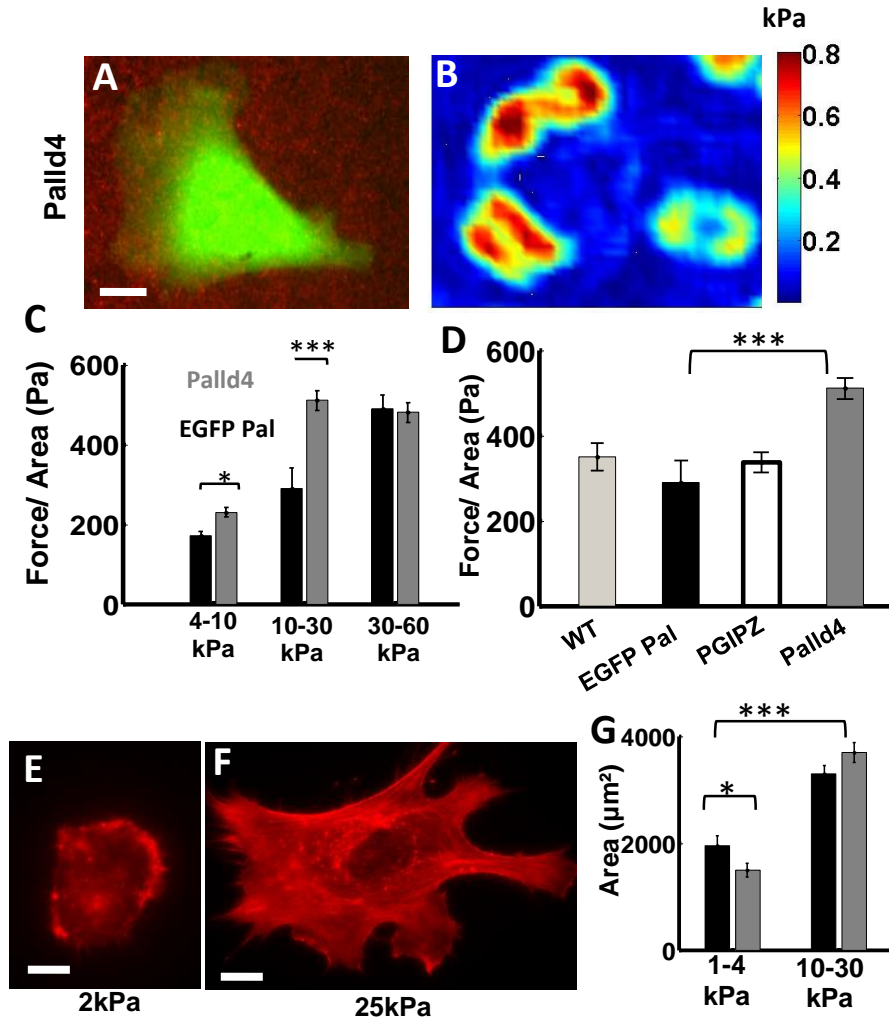 kPa
A
B
Palld4
0.8
0.6
0.4
0.2
C
Force/ Area (Pa)
600
400
200
0
***
*
Palld4
EGFP Pal
4-10
kPa
10-30
kPa
30-60
kPa
D
Force/ Area (Pa)
600
400
200
0
***
WT
EGFP Pal
PGIPZ
Palld4
E
2kPa
F
25kPa
G
Area (µm²)
4000
2000
0
***
*
1-4
kPa
10-30
kPa